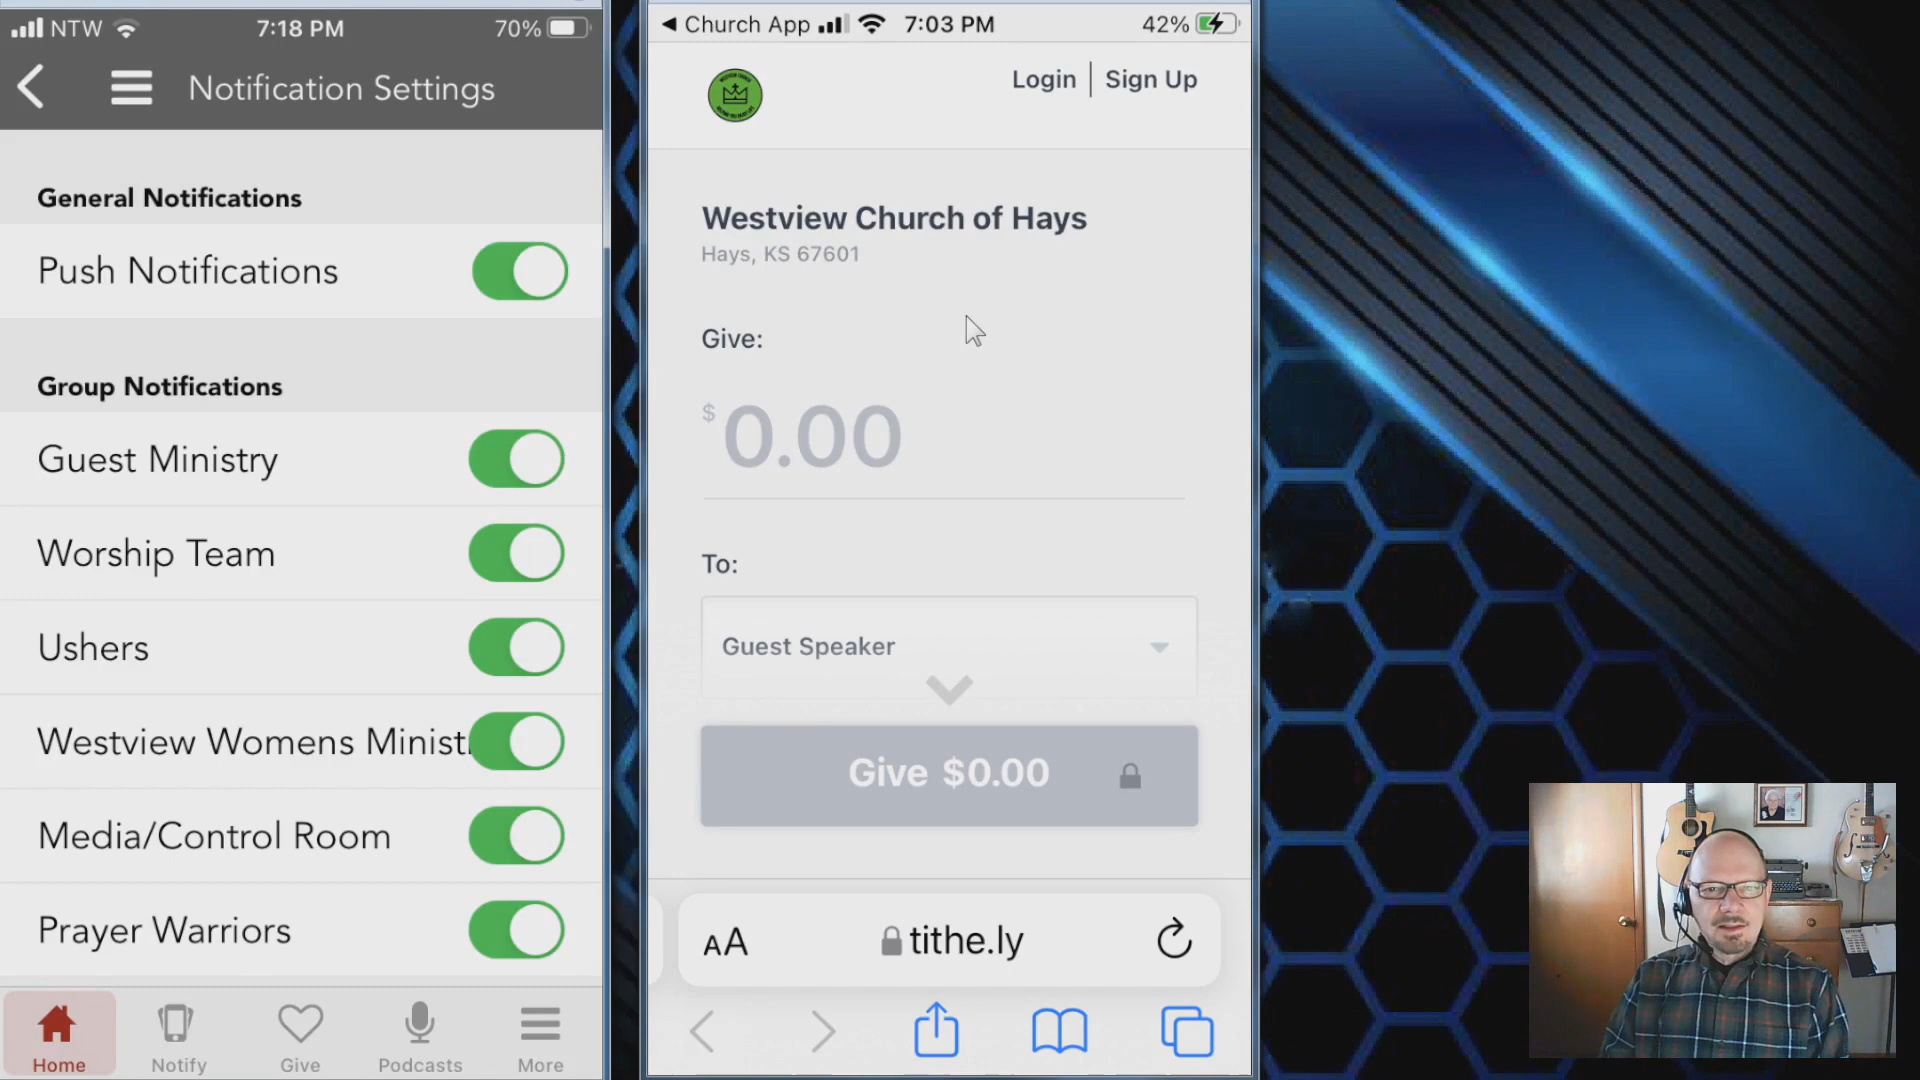 NTW 7:18 PM 70%
Notification Settings
General Notifications
Push Notifications
Group Notifications
Guest Ministry
Worship Team
Ushers
Westview Womens Minist
Media/Control Room
Prayer Warriors
Home Notify Give Podcasts More
Church App 7:03 PM 42%
Login | Sign Up
Westview Church of Hays
Hays, KS 67601
Give:
$0.00
To:
Guest Speaker
Give $0.00
AA tithe.ly